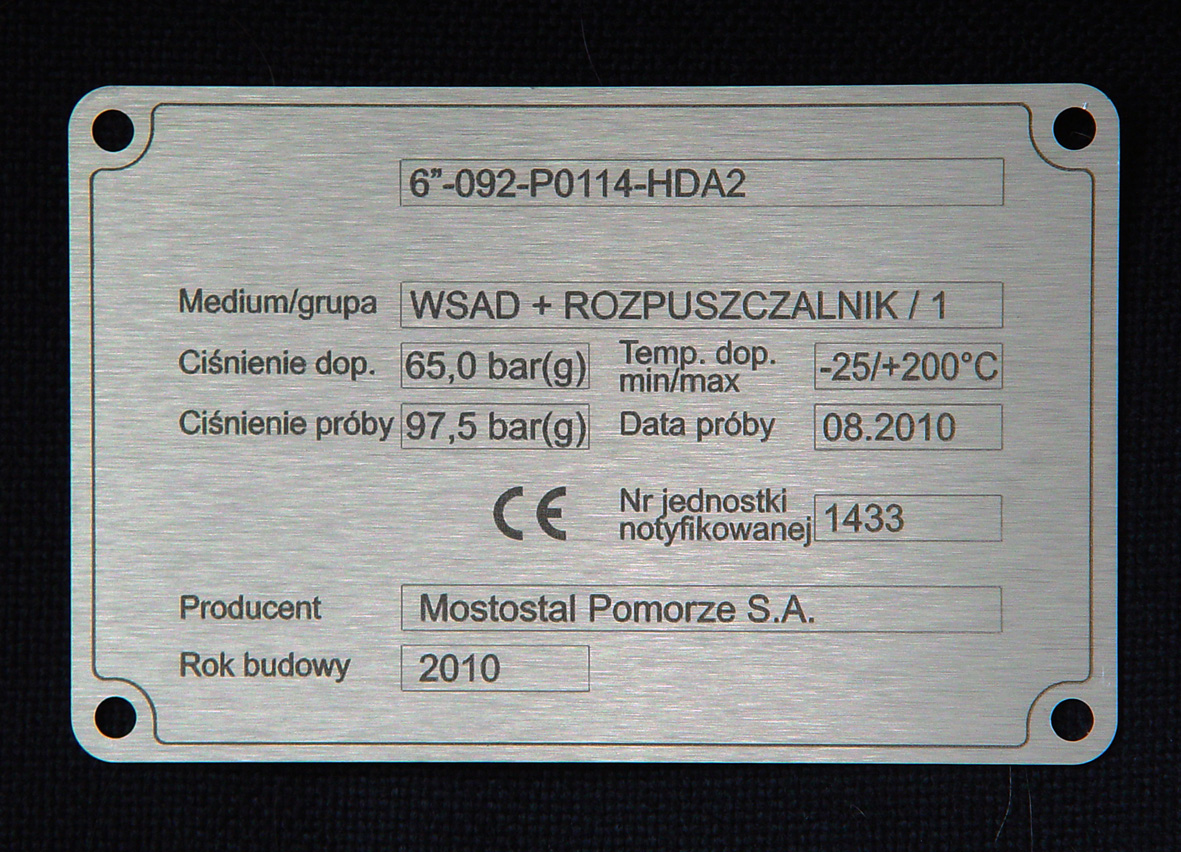 6”-092-P0114-HDA2
Medium/grupa WSAD + ROZPUSZCZALNIK / 1
Ciśnienie dop. 65,0 bar(g) Temp. dop. min/max -25/+200°C
Ciśnienie próby 97,5 bar(g) Data próby 08.2010
CE Nr jednostki notyfikowanej 1433
Producent Mostostal Pomorze S.A.
Rok budowy 2010